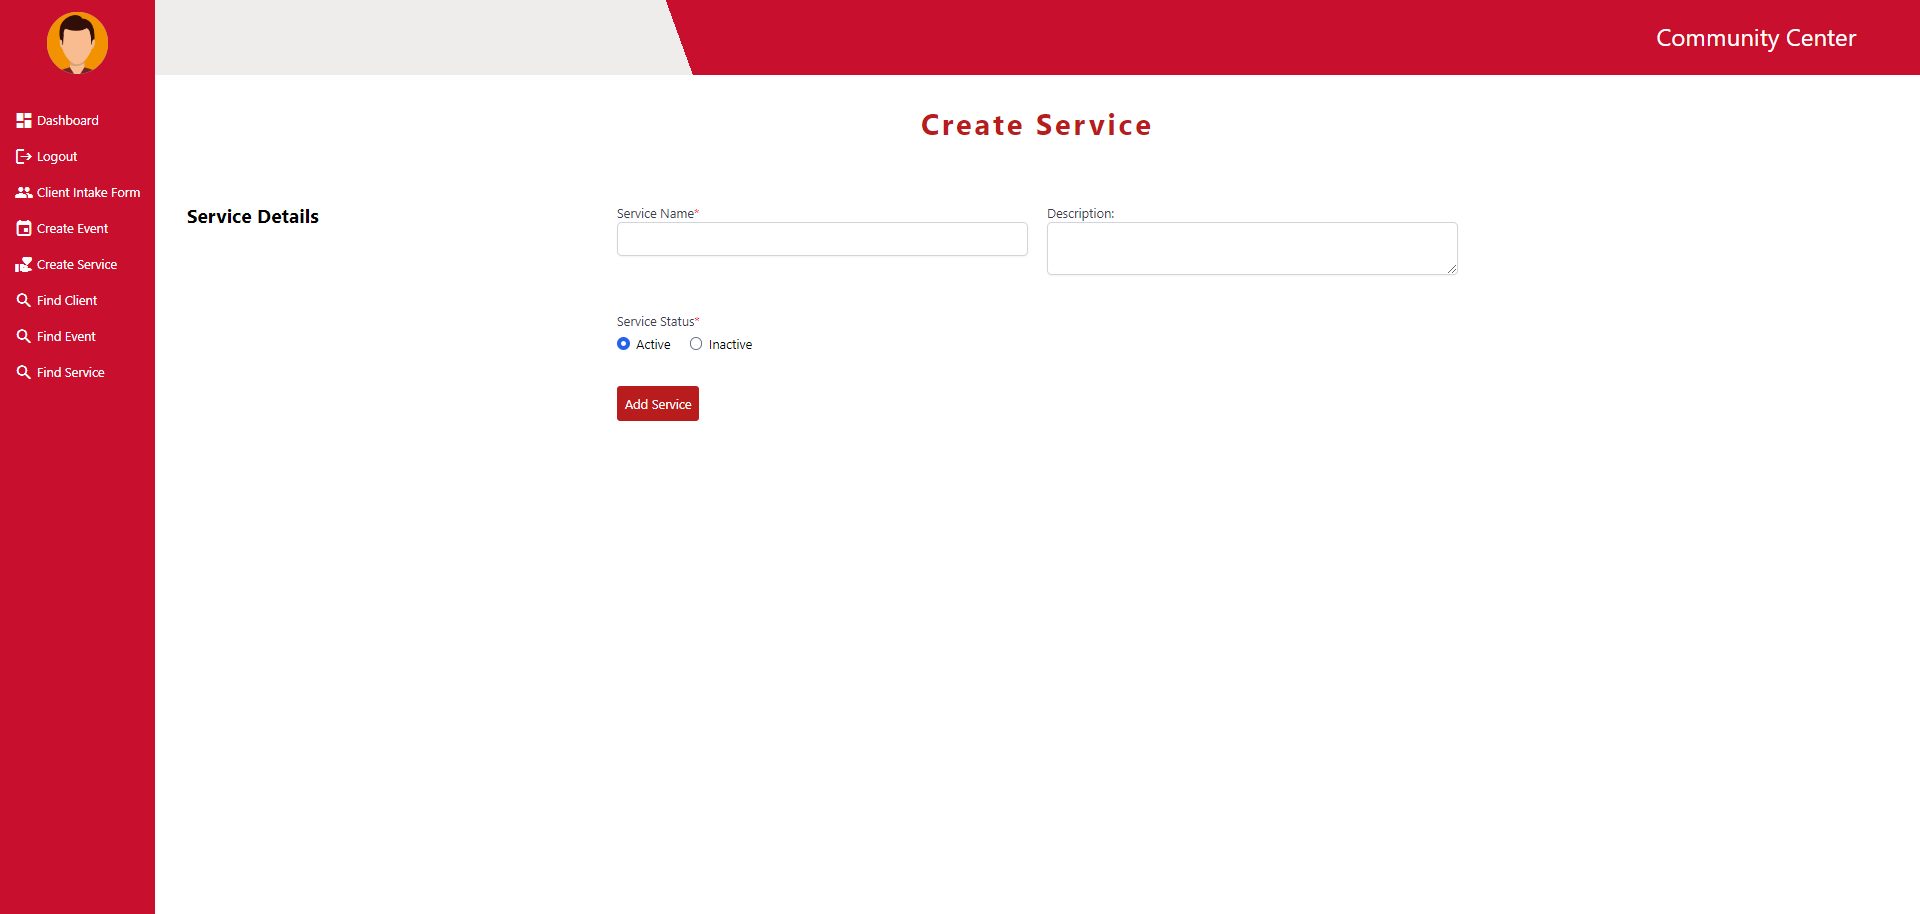 Community Center
Dashboard
Logout
Client Intake Form
Create Event
Create Service
Find Client
Find Event
Find Service
Create Service
Service Details
Service Name*
Description:
Service Status*
Active
Inactive
Add Service